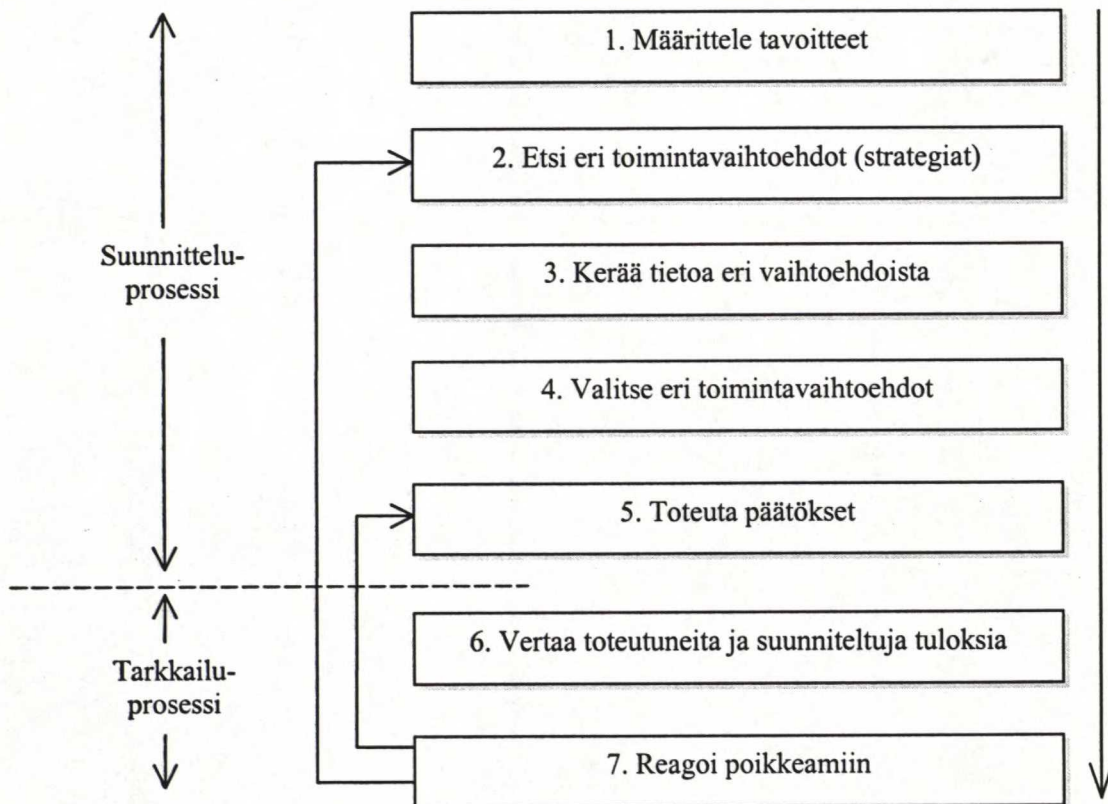 1. Määrittele tavoitteet
2. Etsi eri toimintavaihtoehdot (strategiat)
Suunnittelu-
prosessi
3. Kerää tietoa eri vaihtoehdoista
4. Valitse eri toimintavaihtoehdot
5. Toteuta päätökset
6. Vertaa toteutuneita ja suunniteltuja tuloksia
Tarkkailu-
prosessi
7. Reagoi poikkeamiin